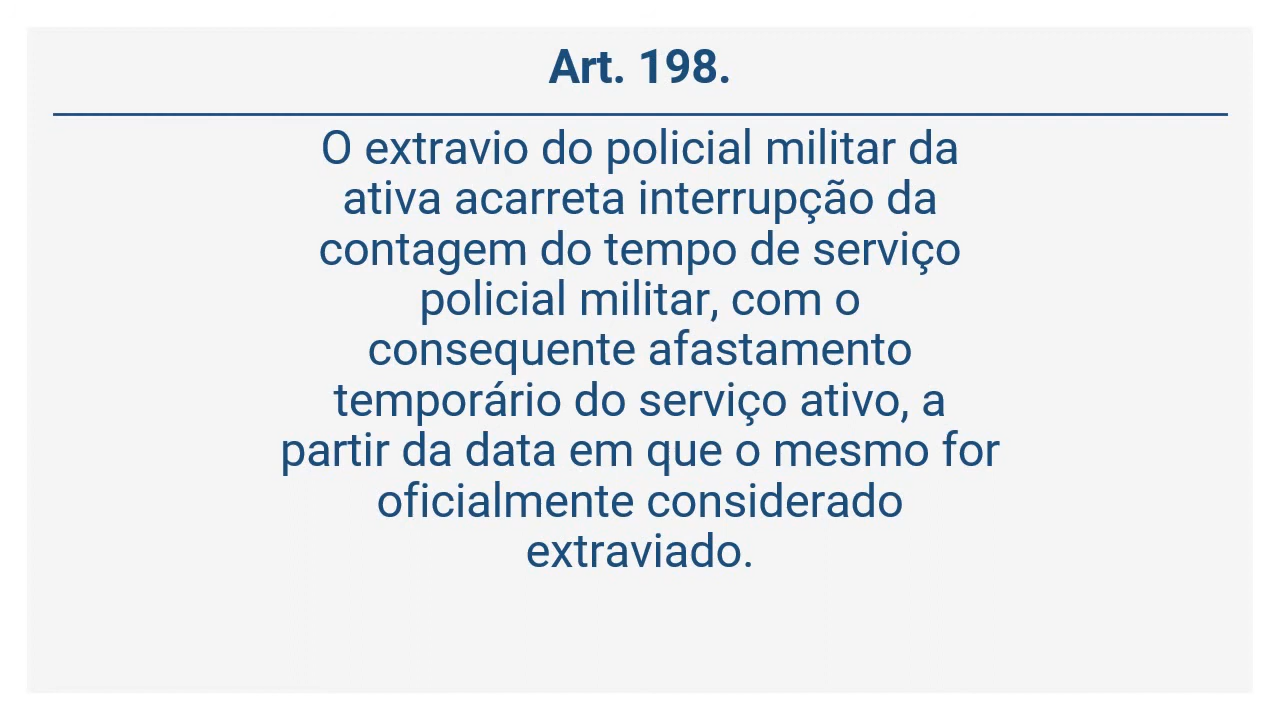 Art. 198.
O extravio do policial militar da
ativa acarreta interrupção da
contagem do tempo de serviço
policial militar, com o
consequente afastamento
temporário do serviço ativo, a
partir da data em que o mesmo for
oficialmente considerado
extraviado.